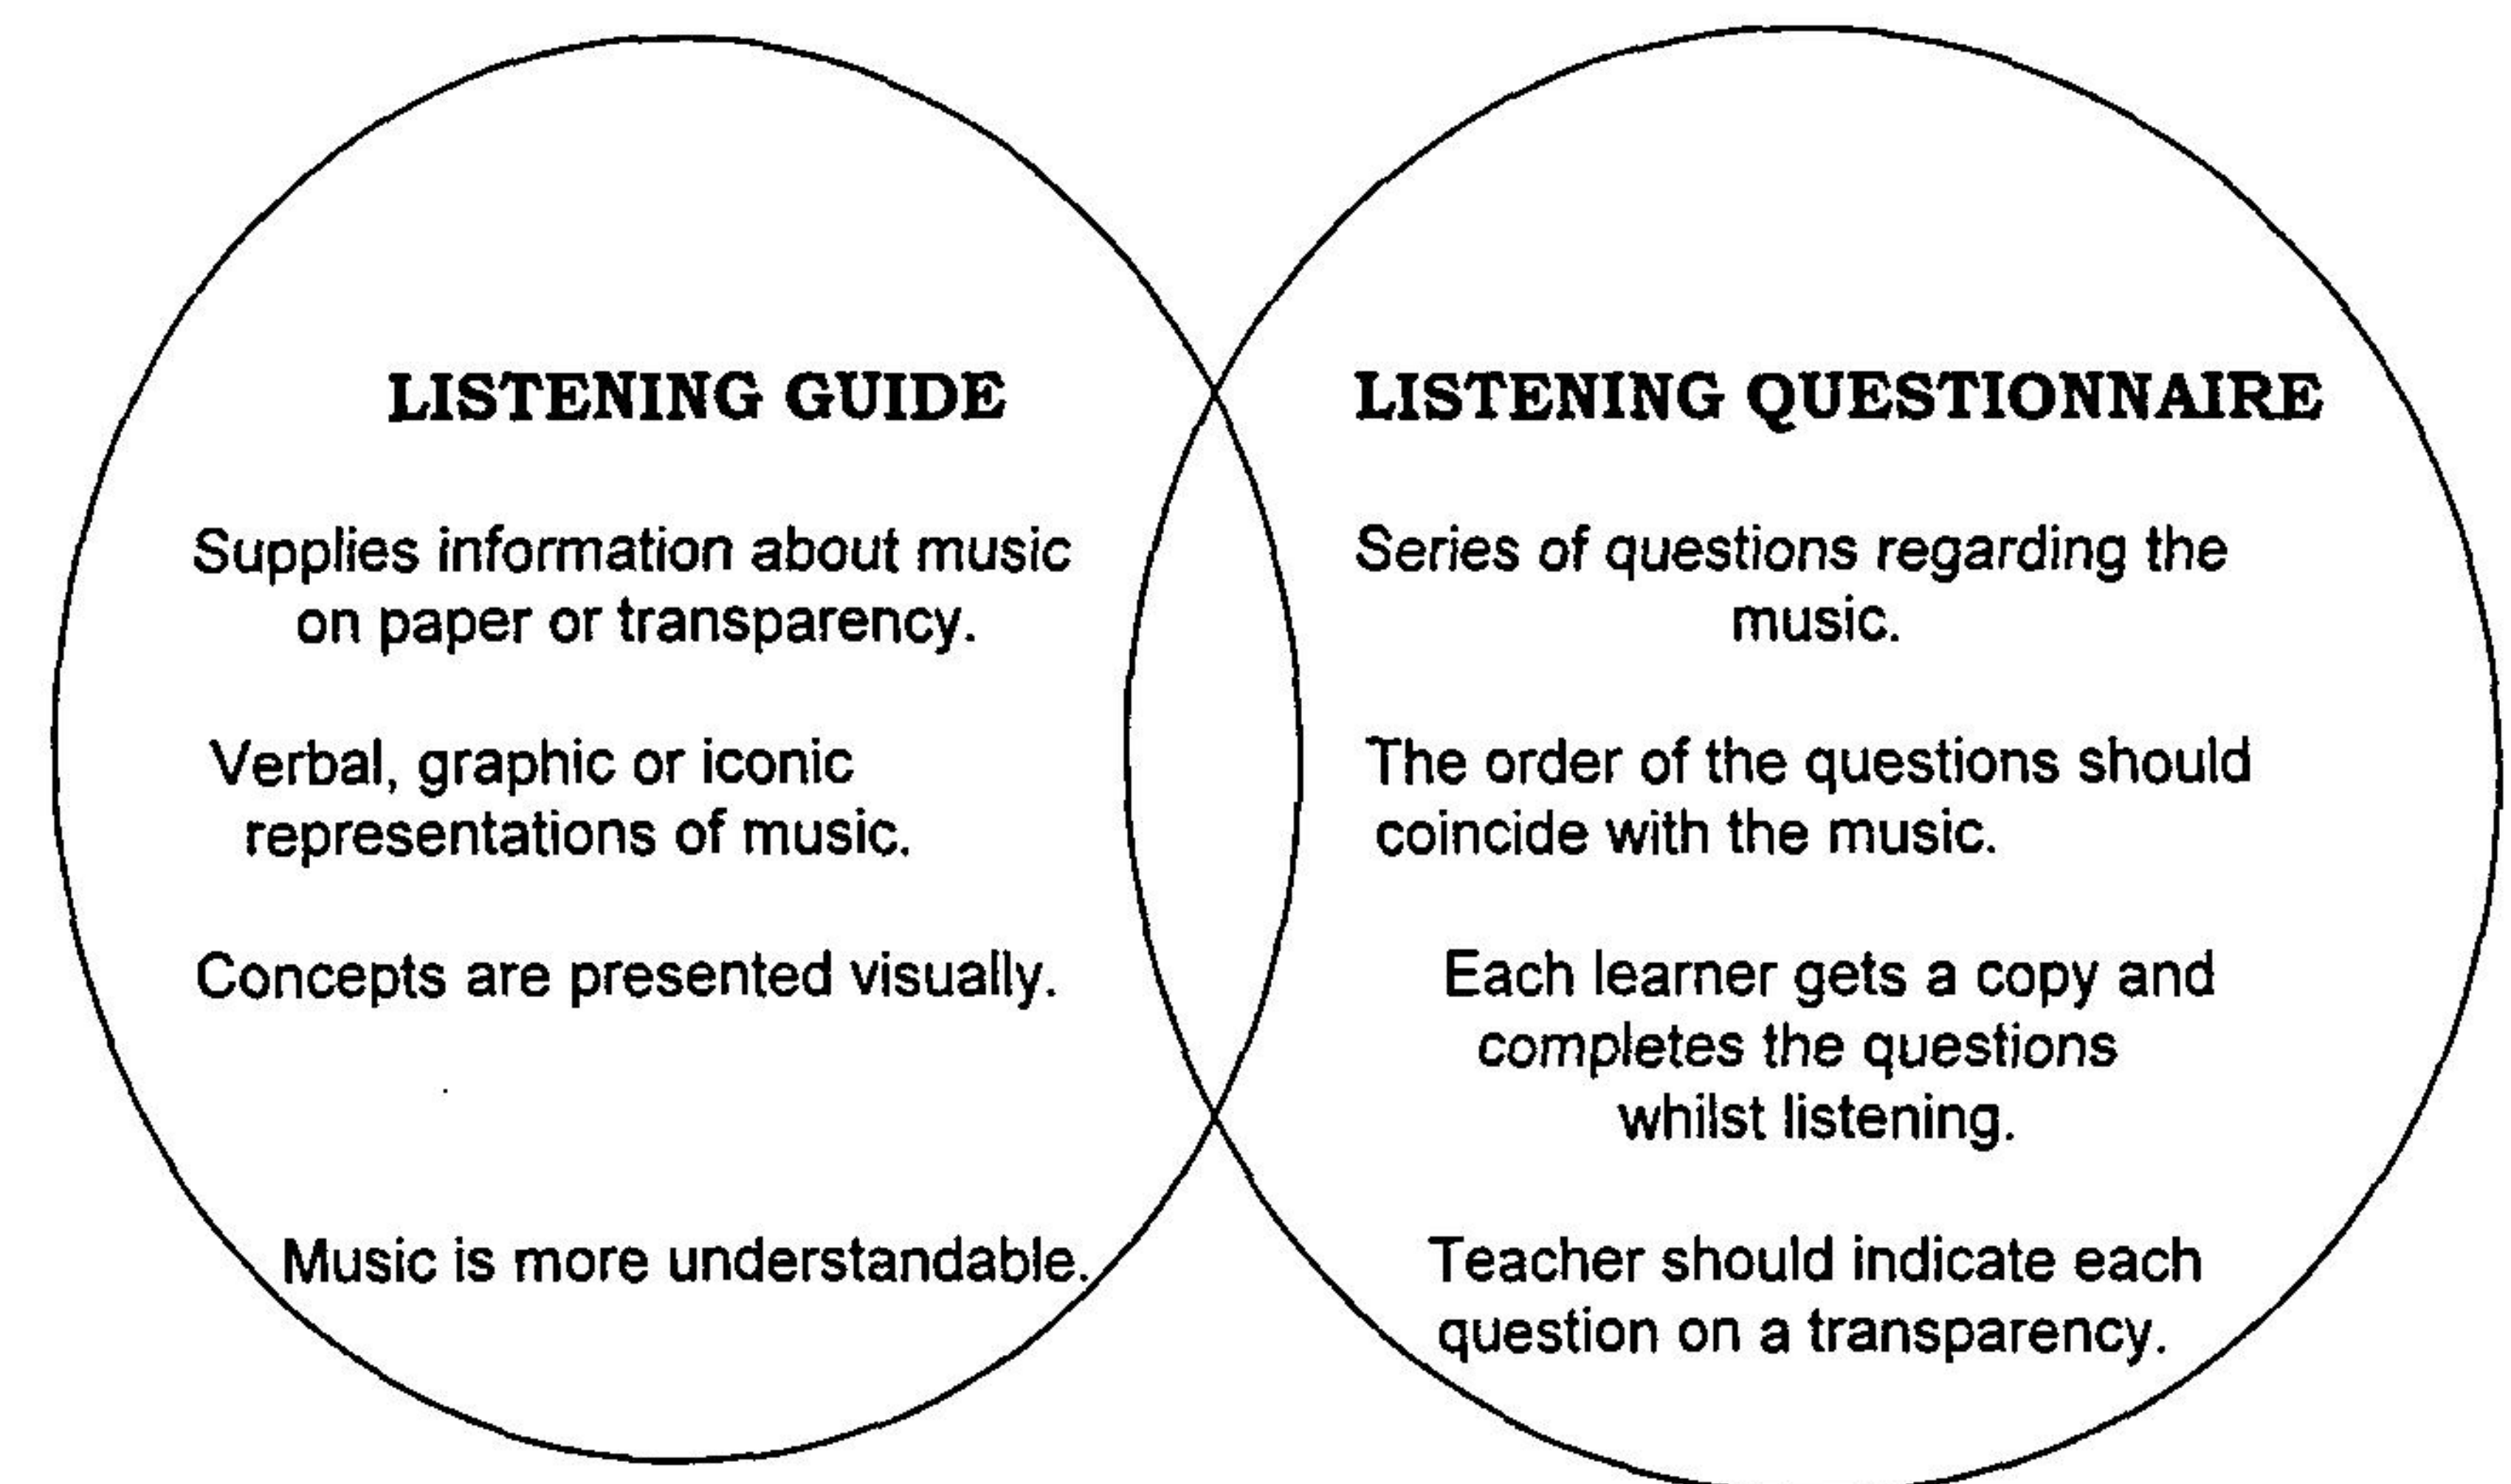 LISTENING GUIDE
Supplies information about music
on paper or transparency.
Verbal, graphic or iconic
representations of music.
Concepts are presented visually.
Music is more understandable.
LISTENING QUESTIONNAIRE
Series of questions regarding the
music.
The order of the questions should
coincide with the music.
Each learner gets a copy and
completes the questions
whilst listening.
Teacher should indicate each
question on a transparency.